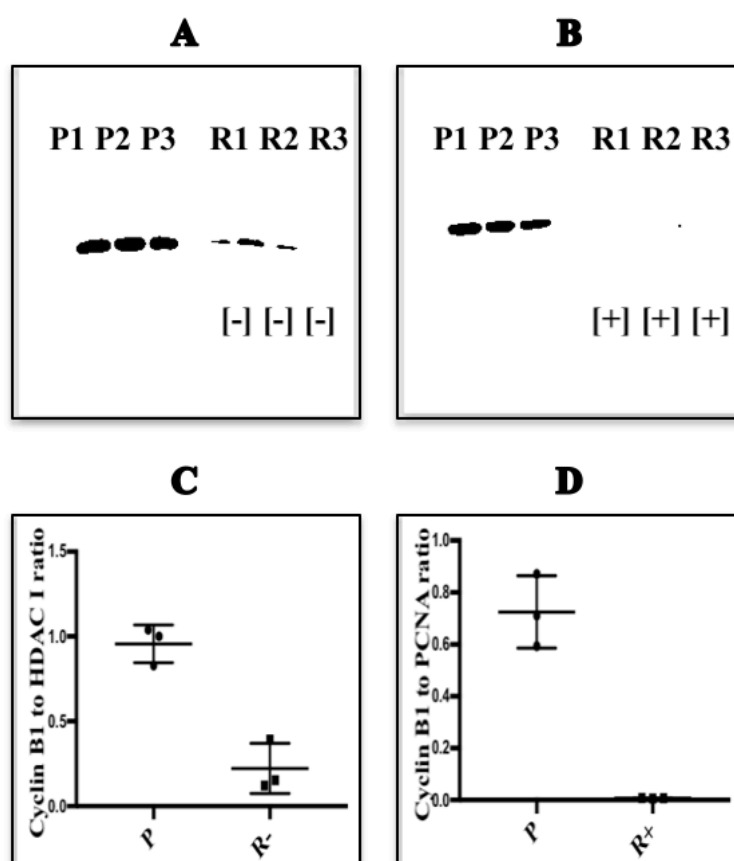 A
B
P1 P2 P3 R1 R2 R3
[-] [-] [-]
P1 P2 P3 R1 R2 R3
[+] [+] [+]
C
D
Cyclin B1 to HDAC I ratio
1.5
1.0
0.5
0.0
P
R-
Cyclin B1 to PCNA ratio
1.0
0.8
0.6
0.4
0.2
0.0
P
R+